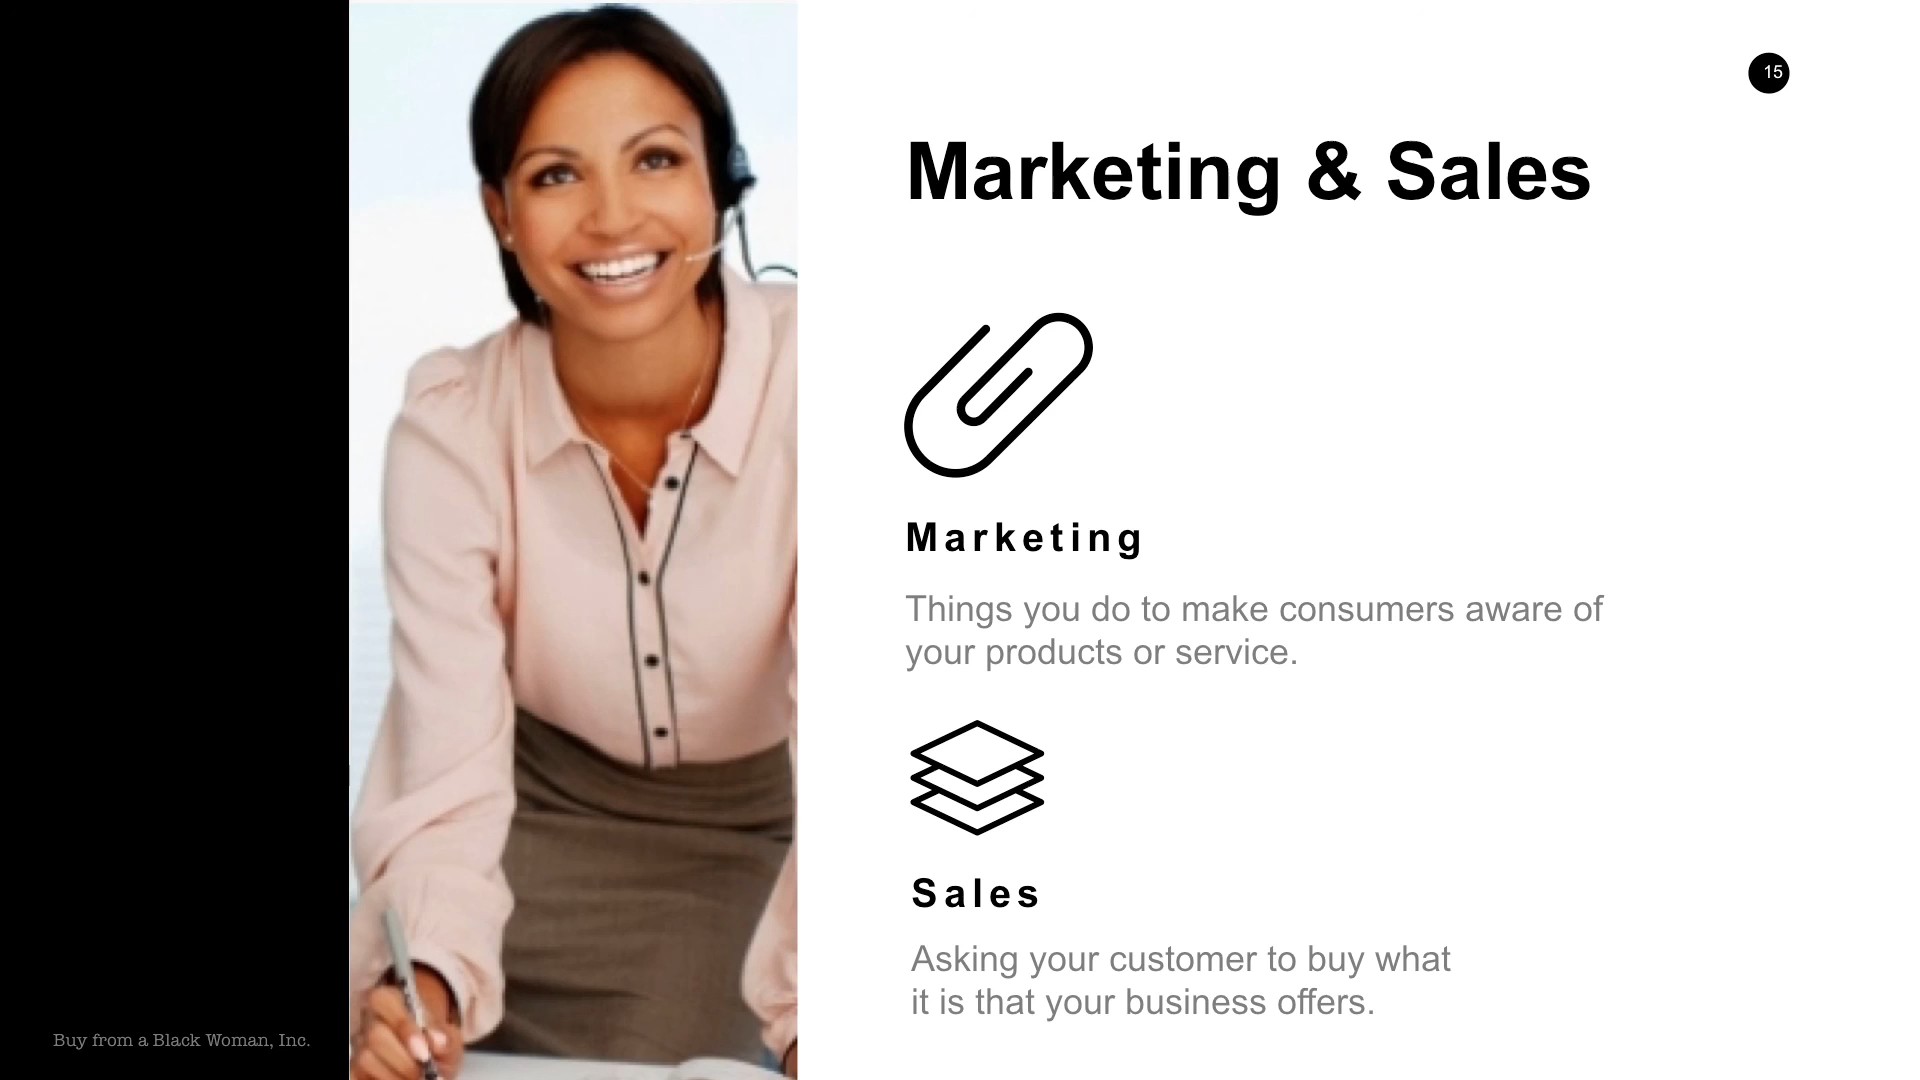 15
Marketing & Sales
Marketing
Things you do to make consumers aware of
your products or service.
Sales
Asking your customer to buy what
it is that your business offers.
Buy from a Black Woman, Inc.